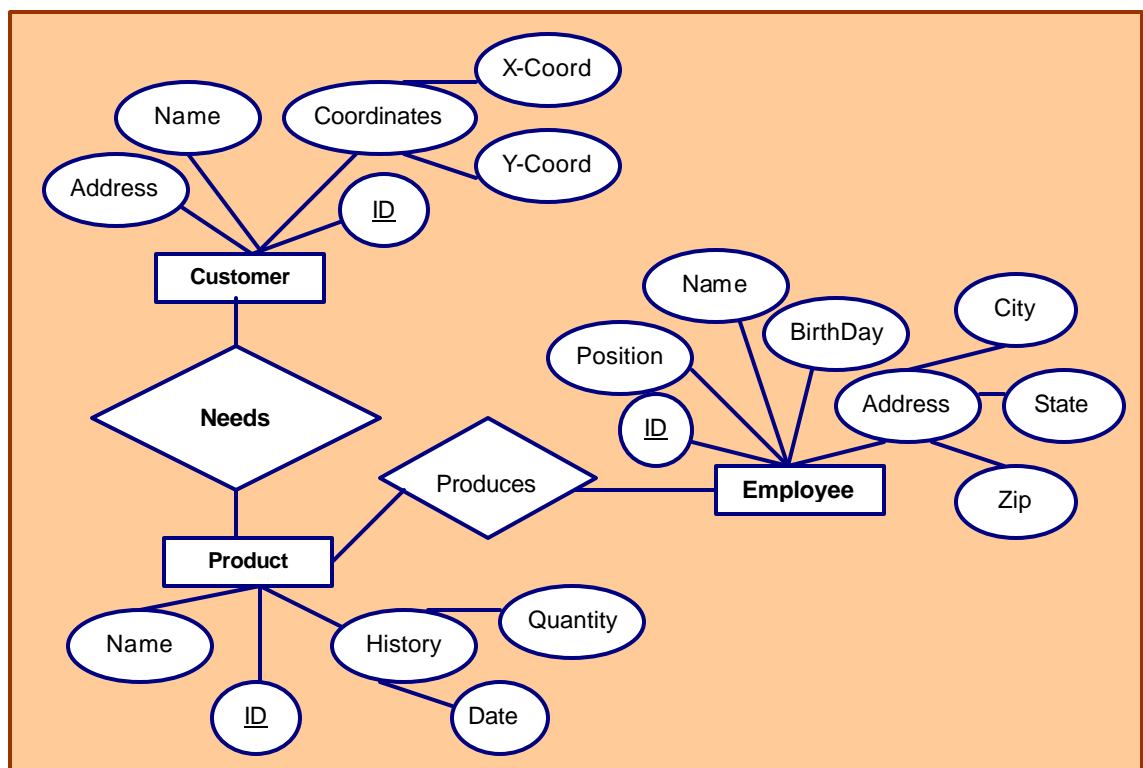 X-Coord
Name
Coordinates
Y-Coord
Address
ID
Customer
Name
City
BirthDay
Position
Address
State
Needs
ID
Produces
Employee
Zip
Product
Quantity
Name
History
ID
Date